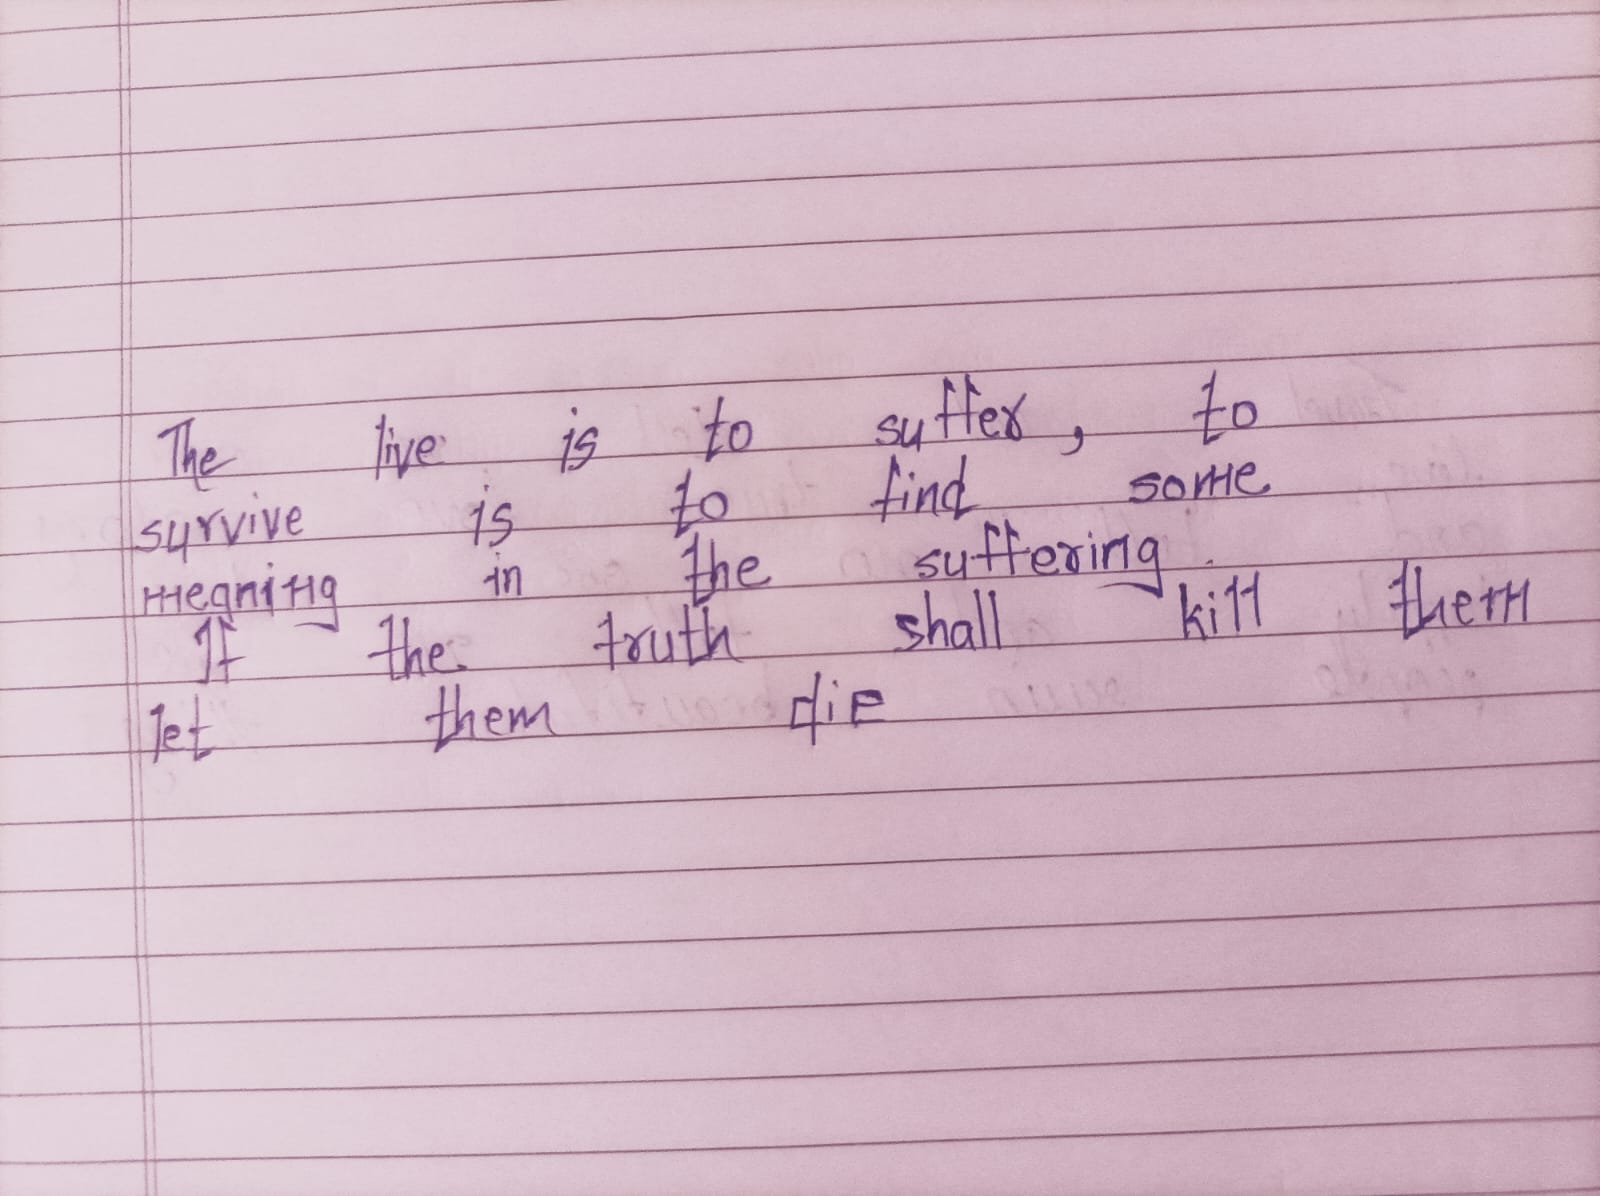 The live is to suffer, to
survive is to find some
meaning in the suffering.
If the truth shall kill them
let them die